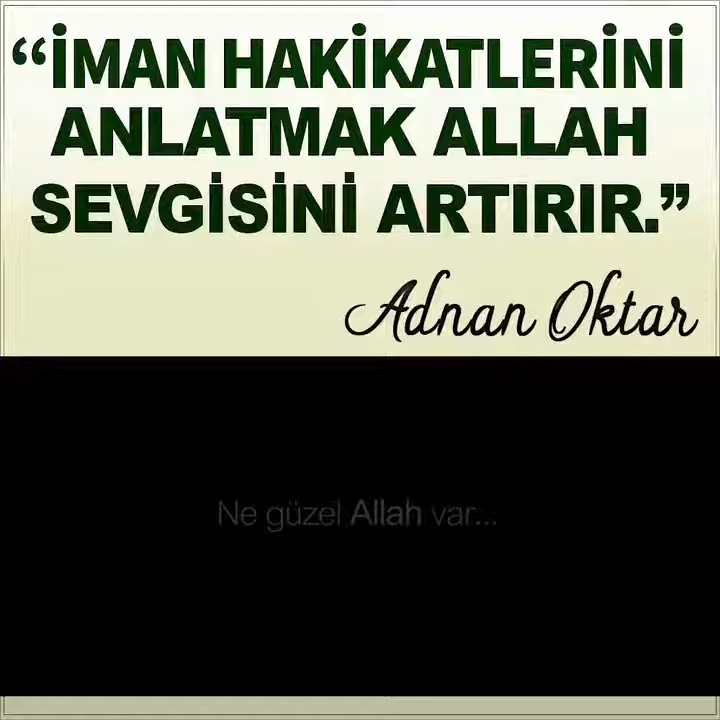 “İMAN HAKİKATLERİNİ
ANLATMAK ALLAH
SEVGİSİNİ ARTIRIR.”
Adnan Oktar
Ne güzel Allah var...